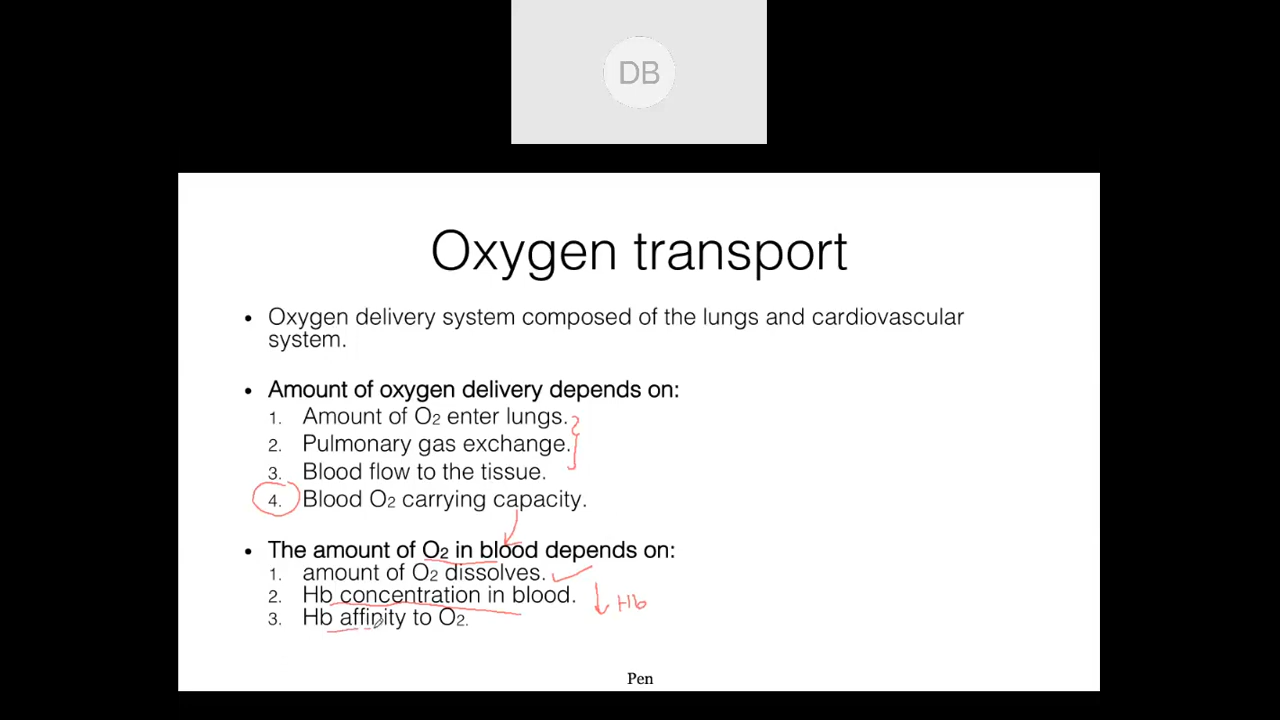 DB
Oxygen transport
• Oxygen delivery system composed of the lungs and cardiovascular
system.
• Amount of oxygen delivery depends on:
1. Amount of O2 enter lungs.
2. Pulmonary gas exchange.
3. Blood flow to the tissue.
4. Blood O2 carrying capacity.
• The amount of O2 in blood depends on:
1. amount of O2 dissolves.
2. Hb concentration in blood.
↓ Hb
3. Hb affinity to O2.
Pen